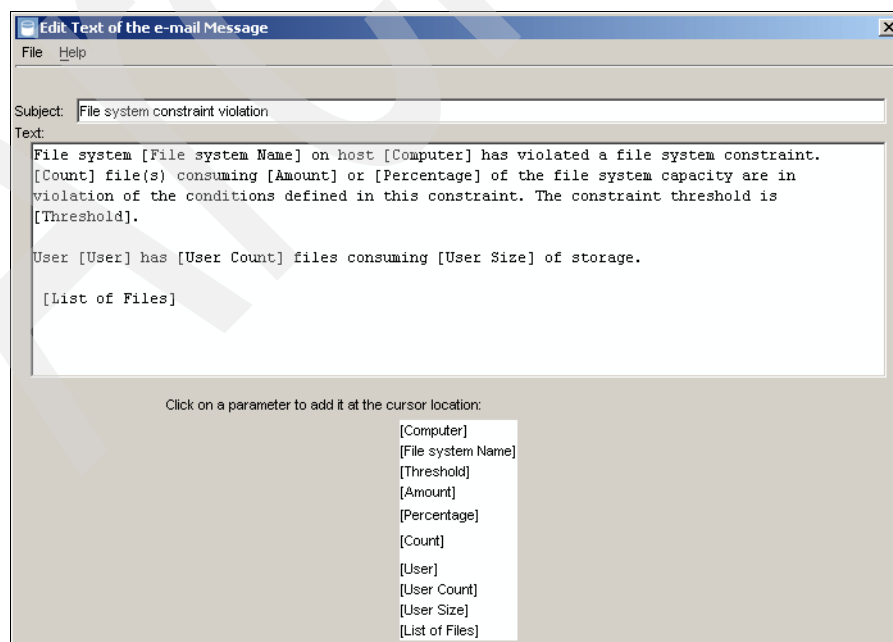 Edit Text of the e-mail Message
File Help
Subject: File system constraint violation
Text:
File system [File system Name] on host [Computer] has violated a file system constraint.
[Count] file(s) consuming [Amount] or [Percentage] of the file system capacity are in
violation of the conditions defined in this constraint. The constraint threshold is
[Threshold].
User [User] has [User Count] files consuming [User Size] of storage.
[List of Files]
Click on a parameter to add it at the cursor location:
[Computer]
[File system Name]
[Threshold]
[Amount]
[Percentage]
[Count]
[User]
[User Count]
[User Size]
[List of Files]